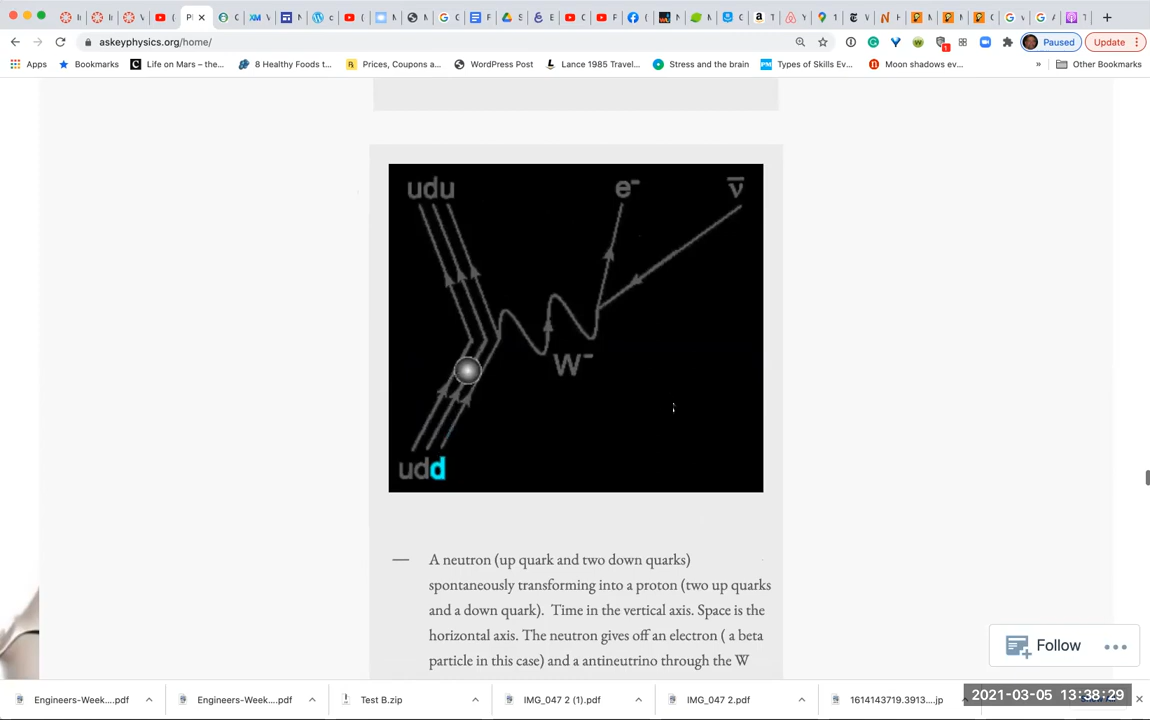 askeyphysics.org/home/
Paused
Update
Apps
Bookmarks
Life on Mars – the...
8 Healthy Foods t...
Prices, Coupons a...
WordPress Post
Lance 1985 Travel...
Stress and the brain
Types of Skills Ev...
Moon shadows ev...
»
Other Bookmarks
udu
e⁻
ν̅
W⁻
udd
— A neutron (up quark and two down quarks)
spontaneously transforming into a proton (two up quarks
and a down quark). Time in the vertical axis. Space is the
horizontal axis. The neutron gives off an electron ( a beta
particle in this case) and a antineutrino through the W
Follow
Engineers-Week....pdf
Engineers-Week....pdf
Test B.zip
IMG_047 2 (1).pdf
IMG_047 2.pdf
1614143719.3913....jp
2021-03-05 13:38:29